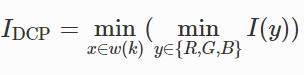 I_DCP = min_{x∈w(k)} ( min_{y∈{R,G,B}} I(y))